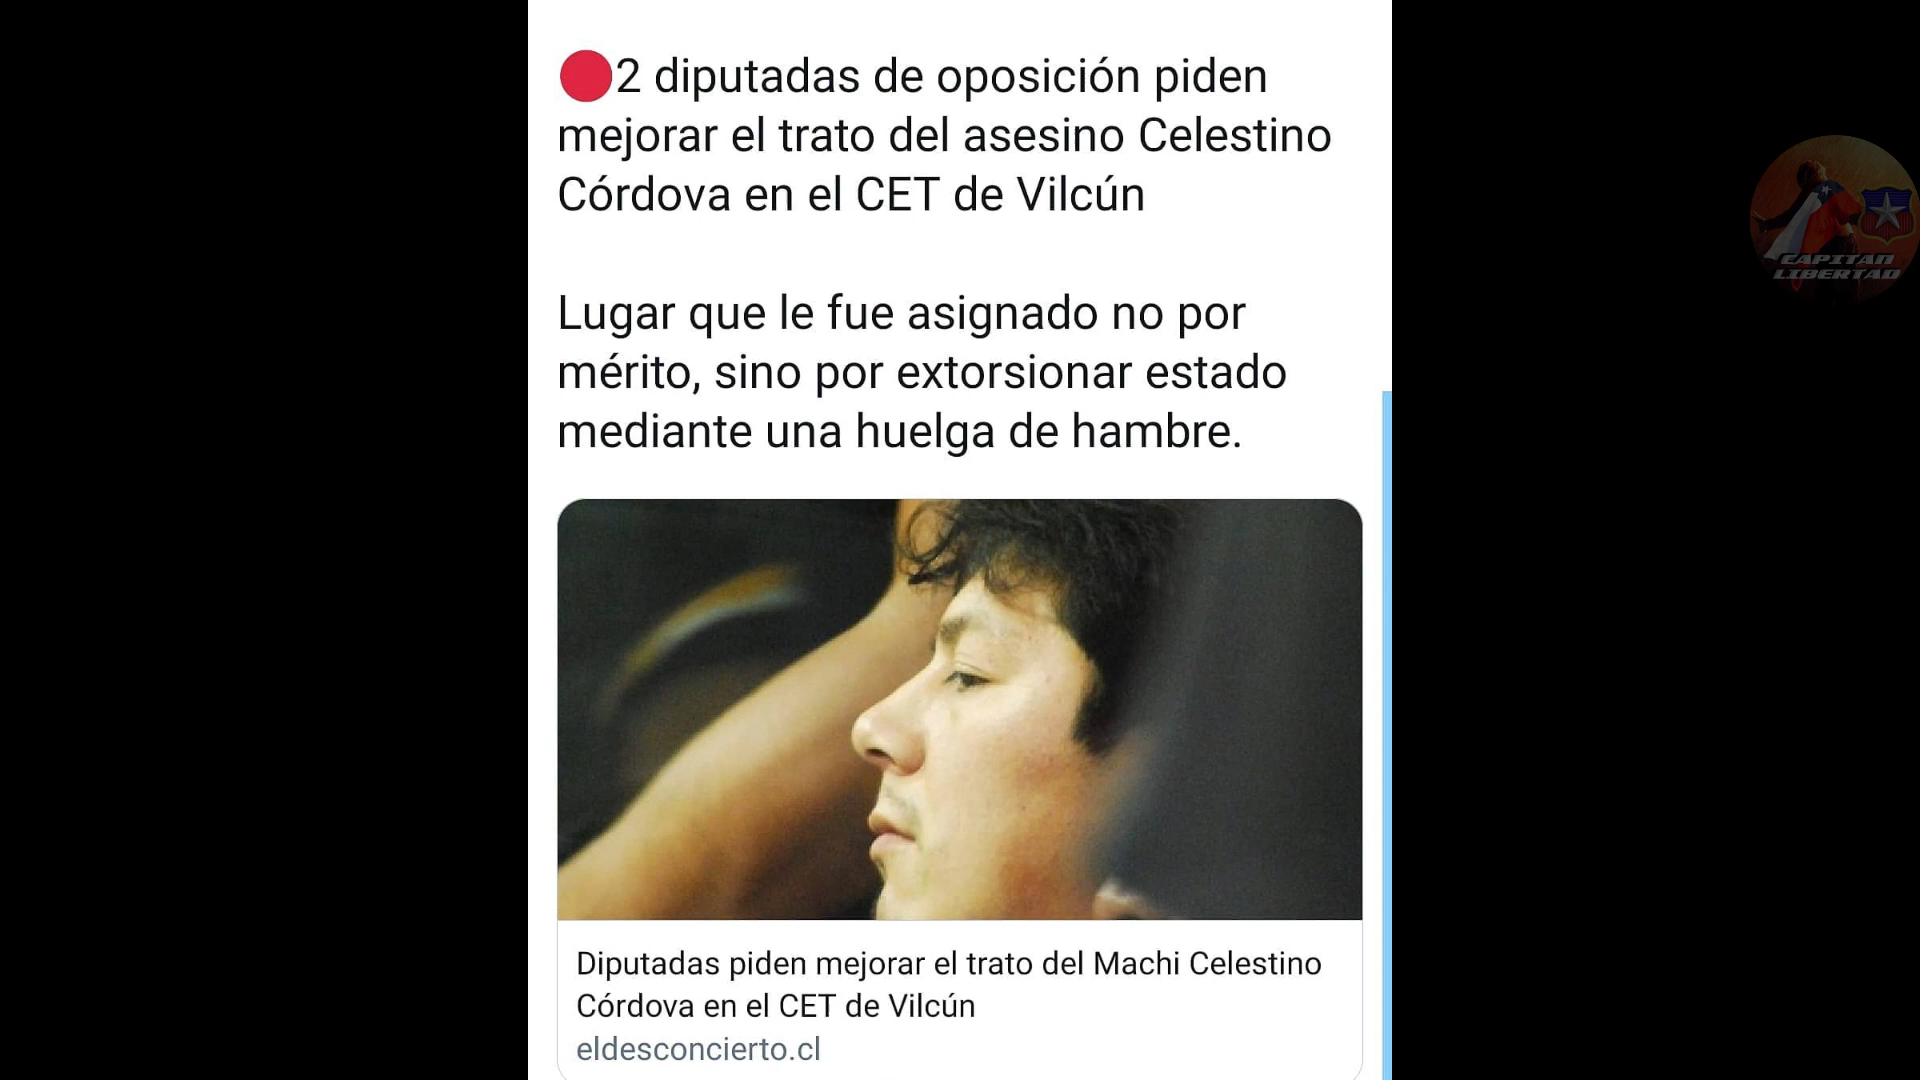 2 diputadas de oposición piden
mejorar el trato del asesino Celestino
Córdova en el CET de Vilcún
Lugar que le fue asignado no por
mérito, sino por extorsionar estado
mediante una huelga de hambre.
Diputadas piden mejorar el trato del Machi Celestino
Córdova en el CET de Vilcún
eldesconcierto.cl
CAPITÁN
LIBERTAD